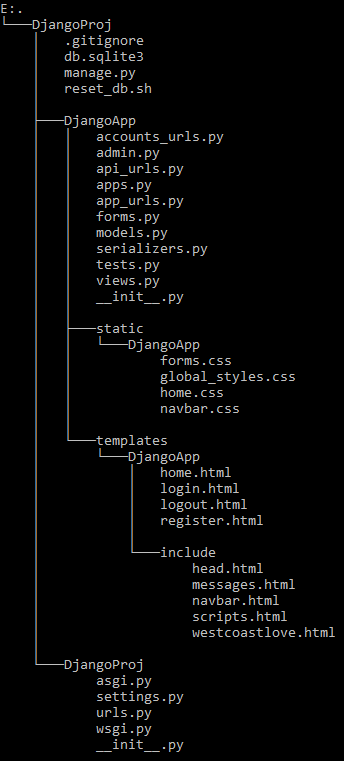 E:.
└───DjangoProj
    │   .gitignore
    │   db.sqlite3
    │   manage.py
    │   reset_db.sh
    │
    ├───DjangoApp
    │   │   accounts_urls.py
    │   │   admin.py
    │   │   api_urls.py
    │   │   apps.py
    │   │   app_urls.py
    │   │   forms.py
    │   │   models.py
    │   │   serializers.py
    │   │   tests.py
    │   │   views.py
    │   │   __init__.py
    │   │
    │   ├───static
    │   │   └───DjangoApp
    │   │           forms.css
    │   │           global_styles.css
    │   │           home.css
    │   │           navbar.css
    │   │
    │   └───templates
    │       └───DjangoApp
    │           │   home.html
    │           │   login.html
    │           │   logout.html
    │           │   register.html
    │           │
    │           └───include
    │                   head.html
    │                   messages.html
    │                   navbar.html
    │                   scripts.html
    │                   westcoastlove.html
    │
    └───DjangoProj
            asgi.py
            settings.py
            urls.py
            wsgi.py
            __init__.py